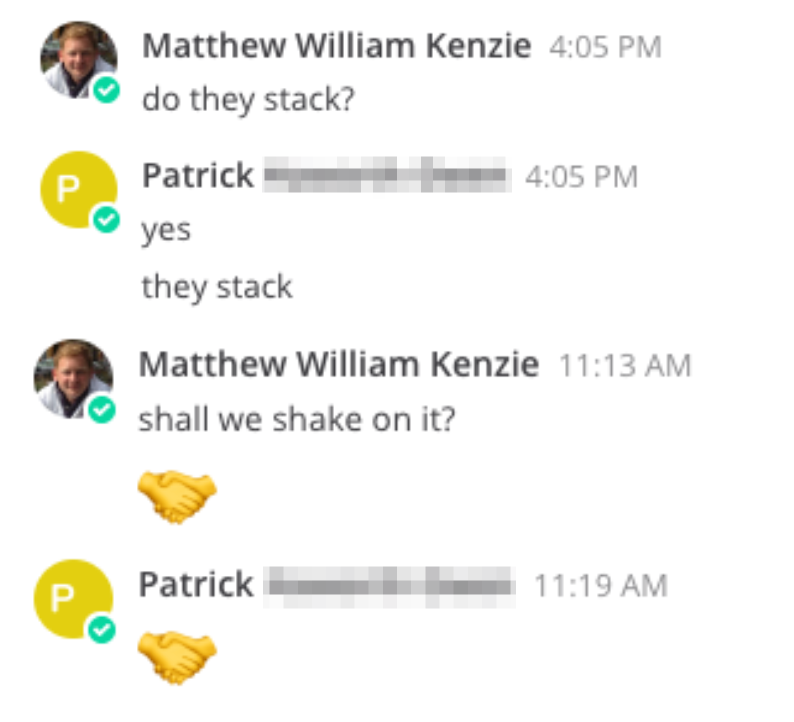 Matthew William Kenzie 4:05 PM
do they stack?
P
Patrick 4:05 PM
yes
they stack
Matthew William Kenzie 11:13 AM
shall we shake on it?
🤝
P
Patrick 11:19 AM
🤝